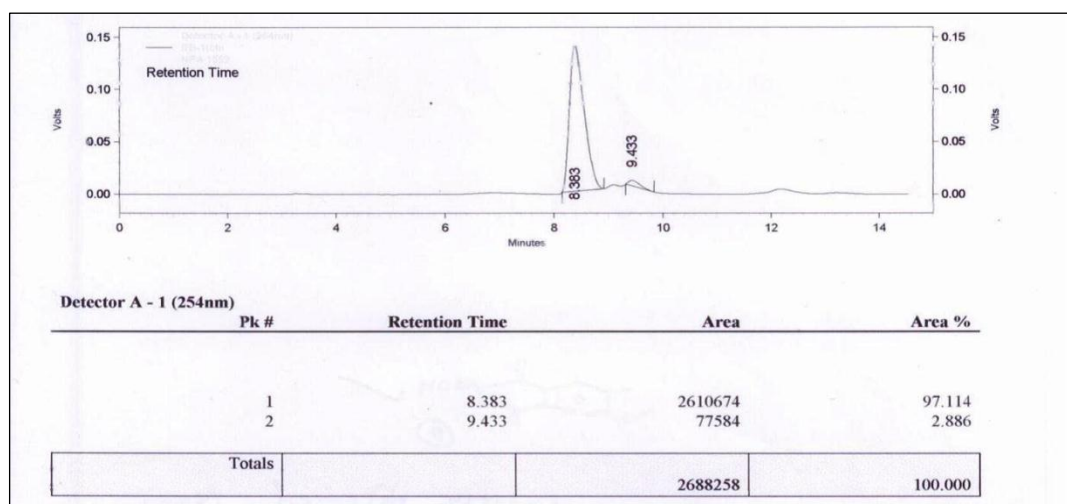 Detector A - 1 (254nm)
Retention Time
0.15 0.15
0.10 0.10
Volts Volts
0.05 0.05
0.00 0.00
8.383
9.433
0 2 4 6 8 10 12 14
Minutes
Detector A - 1 (254nm)
Pk # Retention Time Area Area %
1 8.383 2610674 97.114
2 9.433 77584 2.886
Totals
2688258 100.000